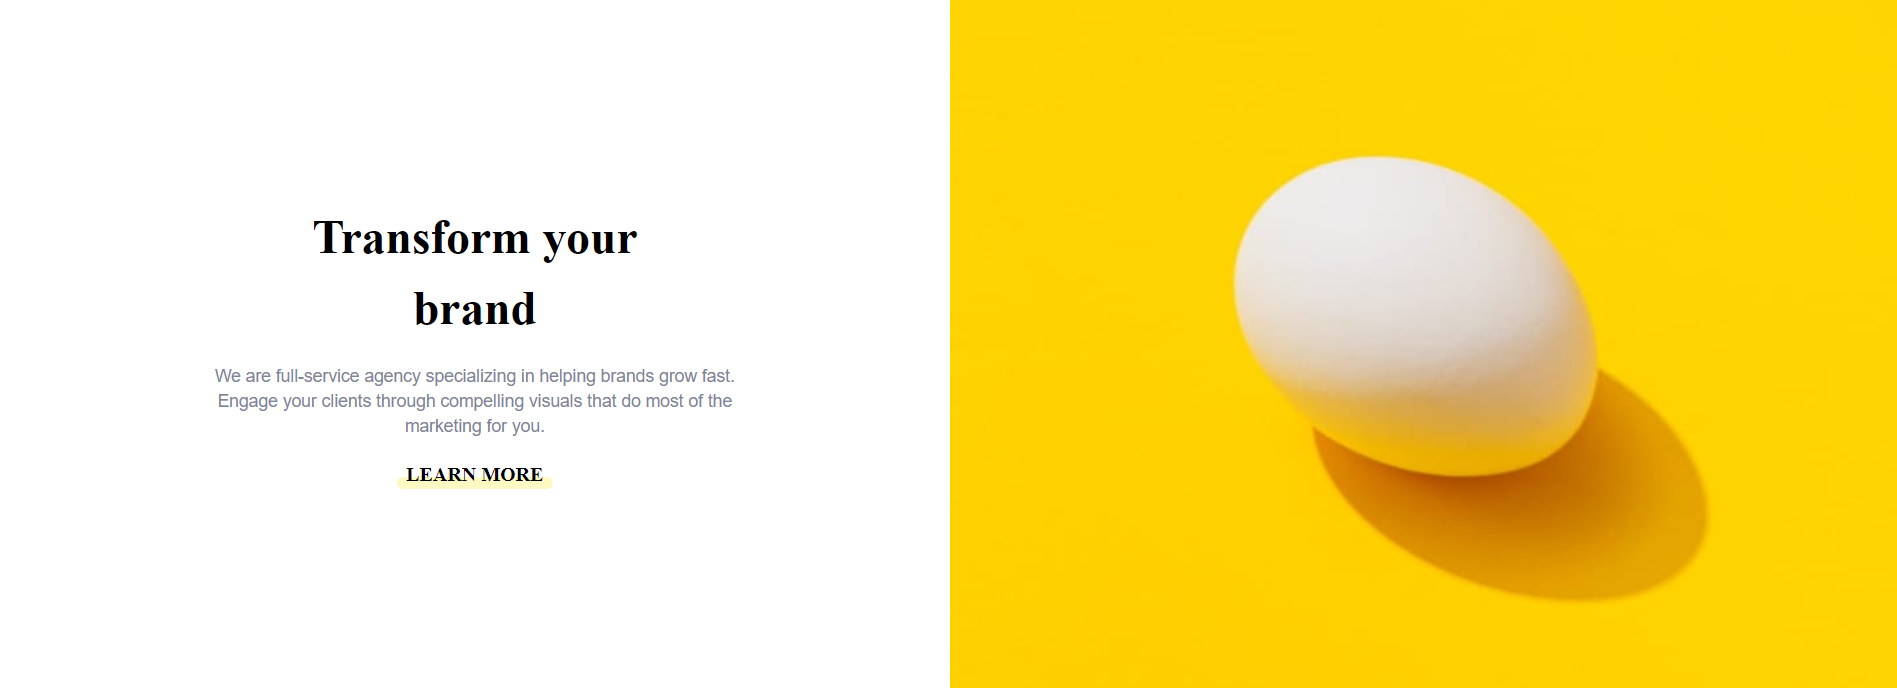 Transform your
brand
We are full-service agency specializing in helping brands grow fast.
Engage your clients through compelling visuals that do most of the
marketing for you.
LEARN MORE